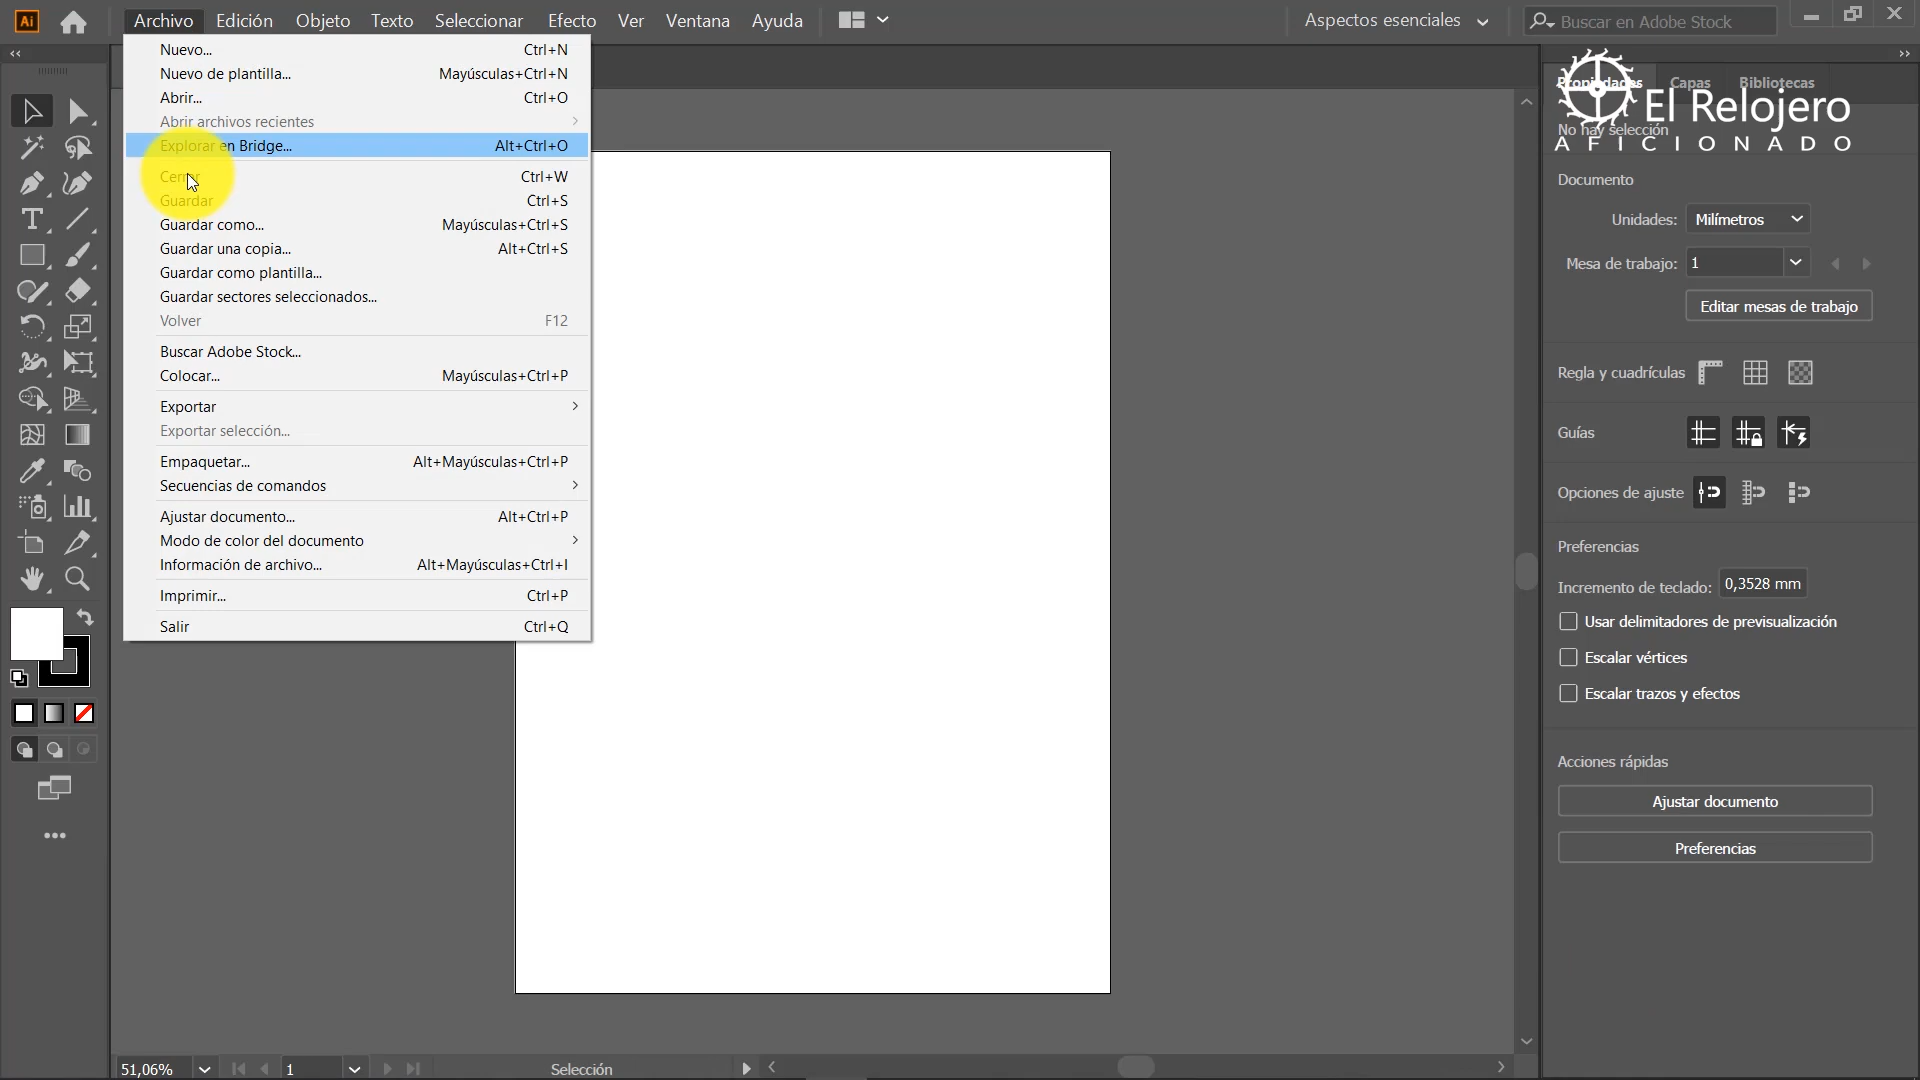 Ai
Archivo Edición Objeto Texto Seleccionar Efecto Ver Ventana Ayuda
Aspectos esenciales
Buscar en Adobe Stock
Nuevo... Ctrl+N
Nuevo de plantilla... Mayúsculas+Ctrl+N
Abrir... Ctrl+O
Abrir archivos recientes
Explorar en Bridge... Alt+Ctrl+O
Cerrar Ctrl+W
Guardar Ctrl+S
Guardar como... Mayúsculas+Ctrl+S
Guardar una copia... Alt+Ctrl+S
Guardar como plantilla...
Guardar sectores seleccionados...
Volver F12
Buscar Adobe Stock...
Colocar... Mayúsculas+Ctrl+P
Exportar
Exportar selección...
Empaquetar... Alt+Mayúsculas+Ctrl+P
Secuencias de comandos
Ajustar documento... Alt+Ctrl+P
Modo de color del documento
Información de archivo... Alt+Mayúsculas+Ctrl+I
Imprimir... Ctrl+P
Salir Ctrl+Q
51,06%
1
Selección
Propiedades Capas Bibliotecas
El Relojero
AFICIONADO
No hay selección
Documento
Unidades: Milímetros
Mesa de trabajo: 1
Editar mesas de trabajo
Regla y cuadrículas
Guías
Opciones de ajuste
Preferencias
Incremento de teclado: 0,3528 mm
Usar delimitadores de previsualización
Escalar vértices
Escalar trazos y efectos
Acciones rápidas
Ajustar documento
Preferencias